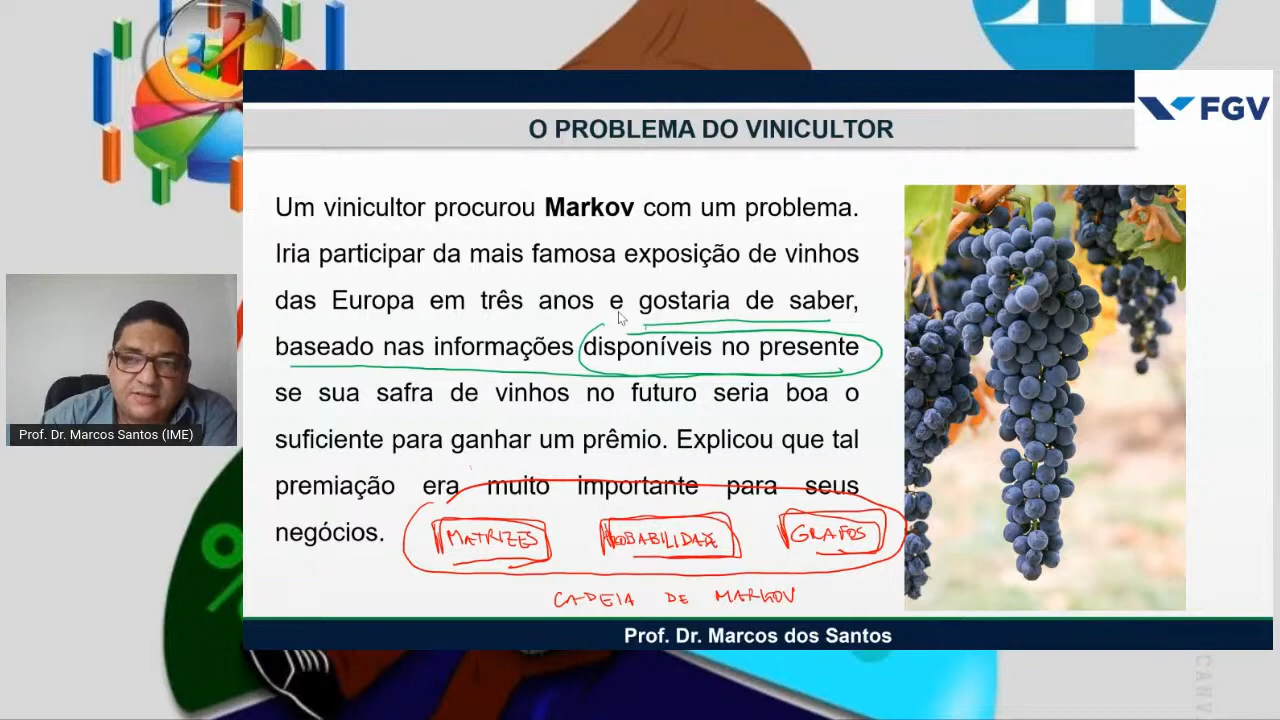 FGV
O PROBLEMA DO VINICULTOR
Um vinicultor procurou Markov com um problema.
Iria participar da mais famosa exposição de vinhos
das Europa em três anos e gostaria de saber,
baseado nas informações disponíveis no presente
se sua safra de vinhos no futuro seria boa o
suficiente para ganhar um prêmio. Explicou que tal
premiação era muito importante para seus
negócios.
MATRIZES PROBABILIDADE GRAFOS
CADEIA DE MARKOV
Prof. Dr. Marcos dos Santos
Prof. Dr. Marcos Santos (IME)
%
CANV